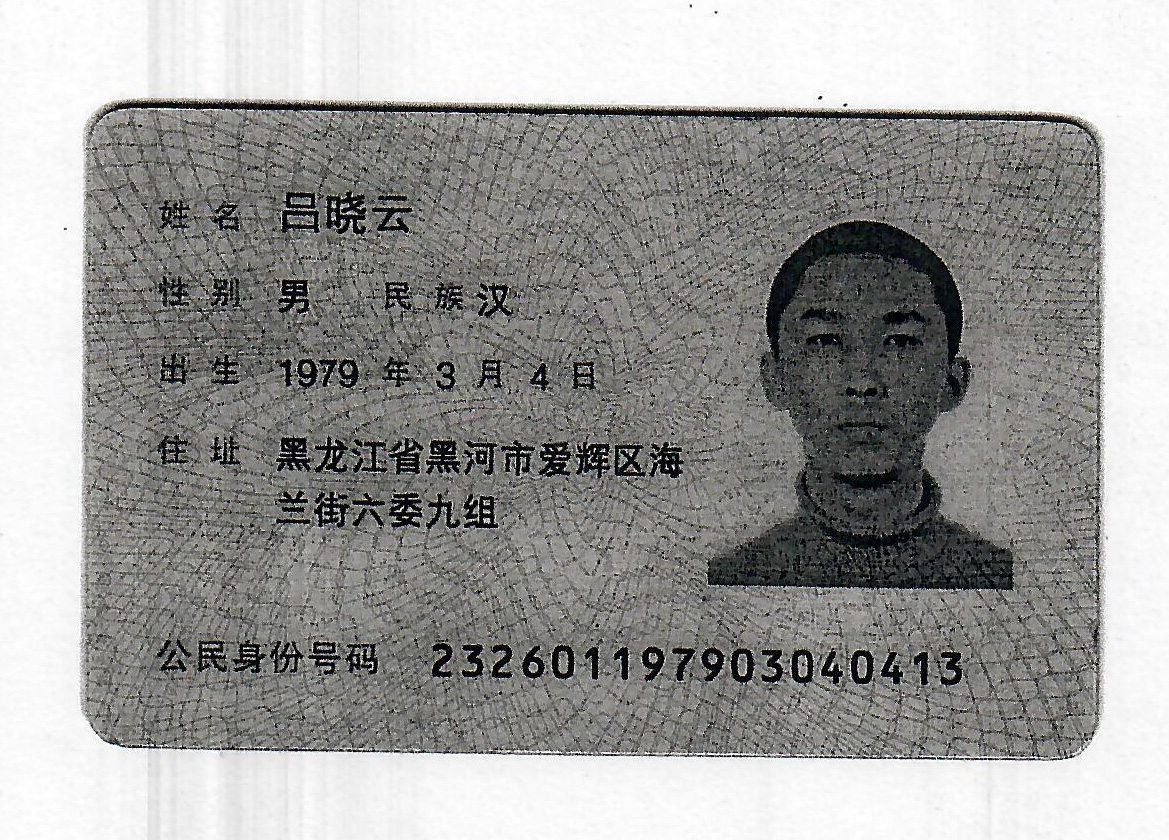 姓名 吕晓云
性别 男 民族 汉
出生 1979 年 3 月 4 日
住址 黑龙江省黑河市爱辉区海
兰街六委九组
公民身份号码 232601197903040413